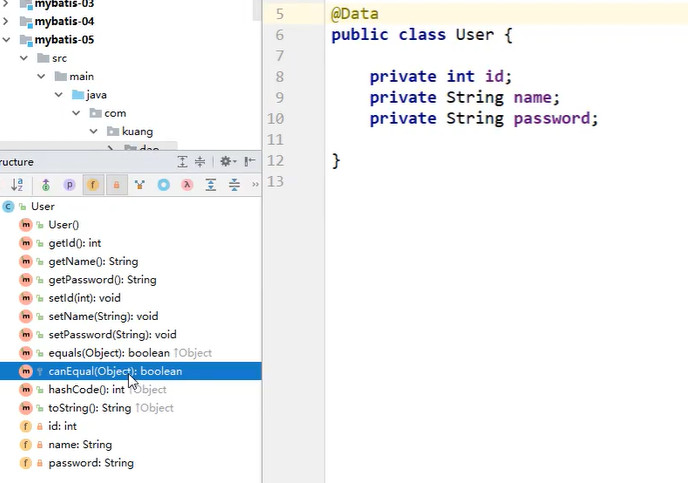 mybatis-03
mybatis-04
mybatis-05
src
main
java
com
kuang
dao
ructure
User
User()
getId(): int
getName(): String
getPassword(): String
setId(int): void
setName(String): void
setPassword(String): void
equals(Object): boolean ↑Object
canEqual(Object): boolean
hashCode(): int ↑Object
toString(): String ↑Object
id: int
name: String
password: String
5 @Data
6 public class User {
7
8 private int id;
9 private String name;
10 private String password;
11
12 }
13